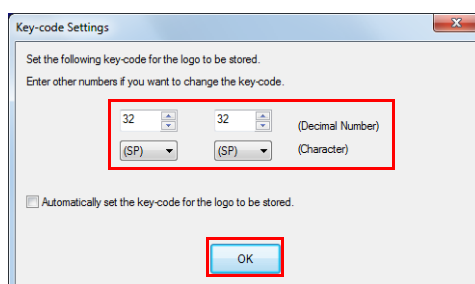 Key-code Settings
Set the following key-code for the logo to be stored.
Enter other numbers if you want to change the key-code.
32 32 (Decimal Number)
(SP) (SP) (Character)
Automatically set the key-code for the logo to be stored.
OK